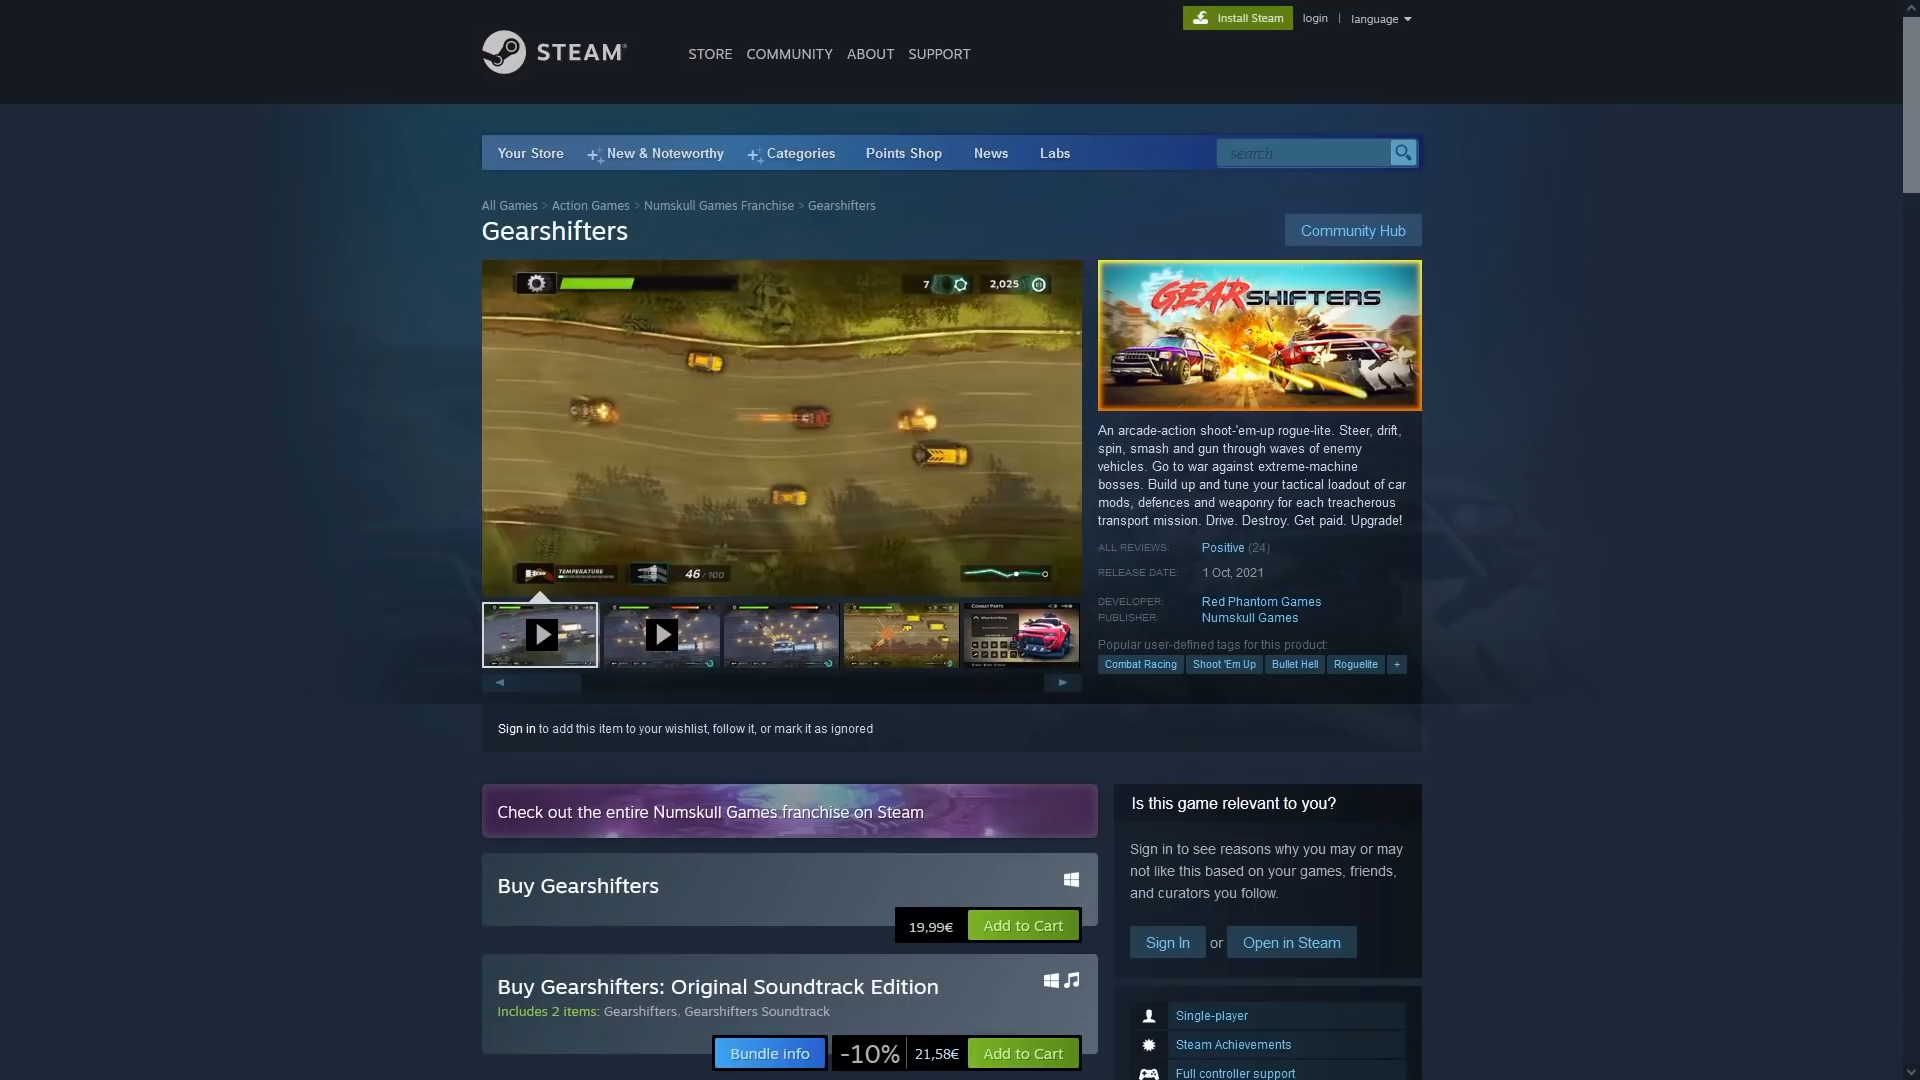 Install Steam
login | language
STEAM
STORE COMMUNITY ABOUT SUPPORT
Your Store New & Noteworthy Categories Points Shop News Labs search
All Games > Action Games > Numskull Games Franchise > Gearshifters
Gearshifters
Community Hub
7 2,025
TEMPERATURE
46 / 100
COMBAT PARTS
GEARSHIFTERS
An arcade-action shoot-'em-up rogue-lite. Steer, drift,
spin, smash and gun through waves of enemy
vehicles. Go to war against extreme-machine
bosses. Build up and tune your tactical loadout of car
mods, defences and weaponry for each treacherous
transport mission. Drive. Destroy. Get paid. Upgrade!
ALL REVIEWS: Positive (24)
RELEASE DATE: 1 Oct, 2021
DEVELOPER: Red Phantom Games
PUBLISHER: Numskull Games
Popular user-defined tags for this product:
Combat Racing Shoot 'Em Up Bullet Hell Roguelite +
Sign in to add this item to your wishlist, follow it, or mark it as ignored
Check out the entire Numskull Games franchise on Steam
Buy Gearshifters
19,99€ Add to Cart
Buy Gearshifters: Original Soundtrack Edition
Includes 2 items: Gearshifters, Gearshifters Soundtrack
Bundle info -10% 21,58€ Add to Cart
Is this game relevant to you?
Sign in to see reasons why you may or may
not like this based on your games, friends,
and curators you follow.
Sign In or Open in Steam
Single-player
Steam Achievements
Full controller support